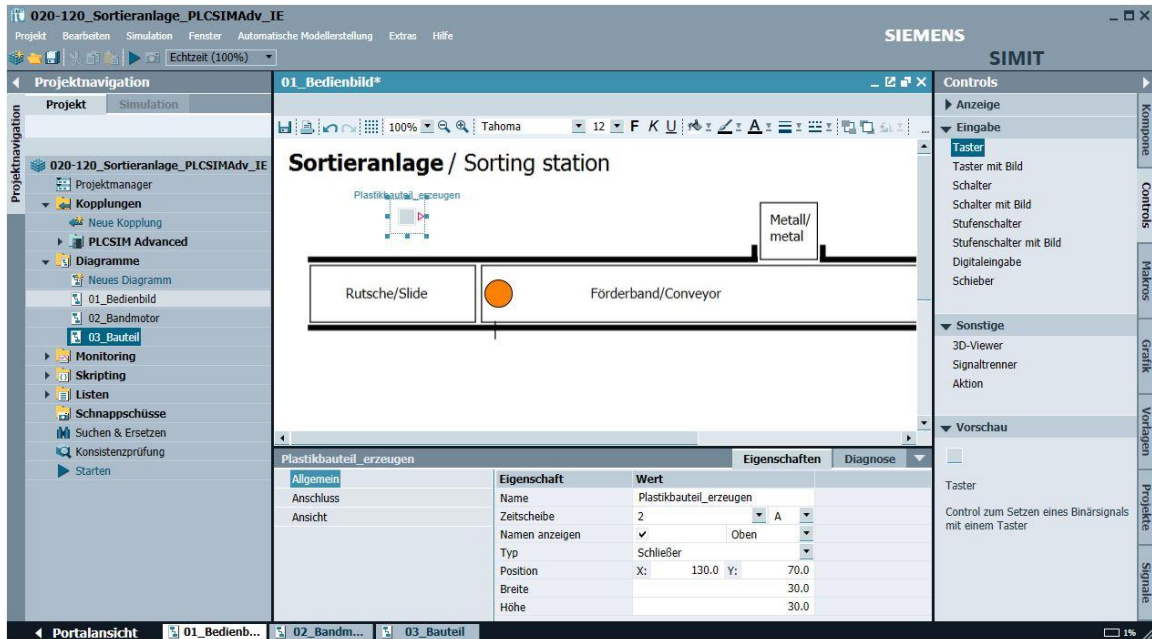 020-120_Sortieranlage_PLCSIMAdv_IE
Projekt Bearbeiten Simulation Fenster Automatische Modellerstellung Extras Hilfe
SIEMENS
SIMIT
Echtzeit (100%)
Projektnavigation
Projekt Simulation
Projektnavigation
020-120_Sortieranlage_PLCSIMAdv_IE
Projektmanager
Kopplungen
Neue Kopplung
PLCSIM Advanced
Diagramme
Neues Diagramm
01_Bedienbild
02_Bandmotor
03_Bauteil
Monitoring
Skripting
Listen
Schnappschüsse
Suchen & Ersetzen
Konsistenzprüfung
Starten
01_Bedienbild*
100% Tahoma 12 F K U A
Sortieranlage / Sorting station
Plastikbauteil_erzeugen
Metall/
metal
Rutsche/Slide
Förderband/Conveyor
Plastikbauteil_erzeugen
Eigenschaften Diagnose
Allgemein
Anschluss
Ansicht
Eigenschaft Wert
Name Plastikbauteil_erzeugen
Zeitscheibe 2 A
Namen anzeigen Oben
Typ Schließer
Position X: 130.0 Y: 70.0
Breite 30.0
Höhe 30.0
Controls
Anzeige
Eingabe
Taster
Taster mit Bild
Schalter
Schalter mit Bild
Stufenschalter
Stufenschalter mit Bild
Digitaleingabe
Schieber
Sonstige
3D-Viewer
Signaltrenner
Aktion
Vorschau
Taster
Control zum Setzen eines Binärsignals
mit einem Taster
Kompone
Controls
Makros
Grafik
Vorlagen
Projekte
Signale
Portalansicht 01_Bedienb... 02_Bandm... 03_Bauteil
1%